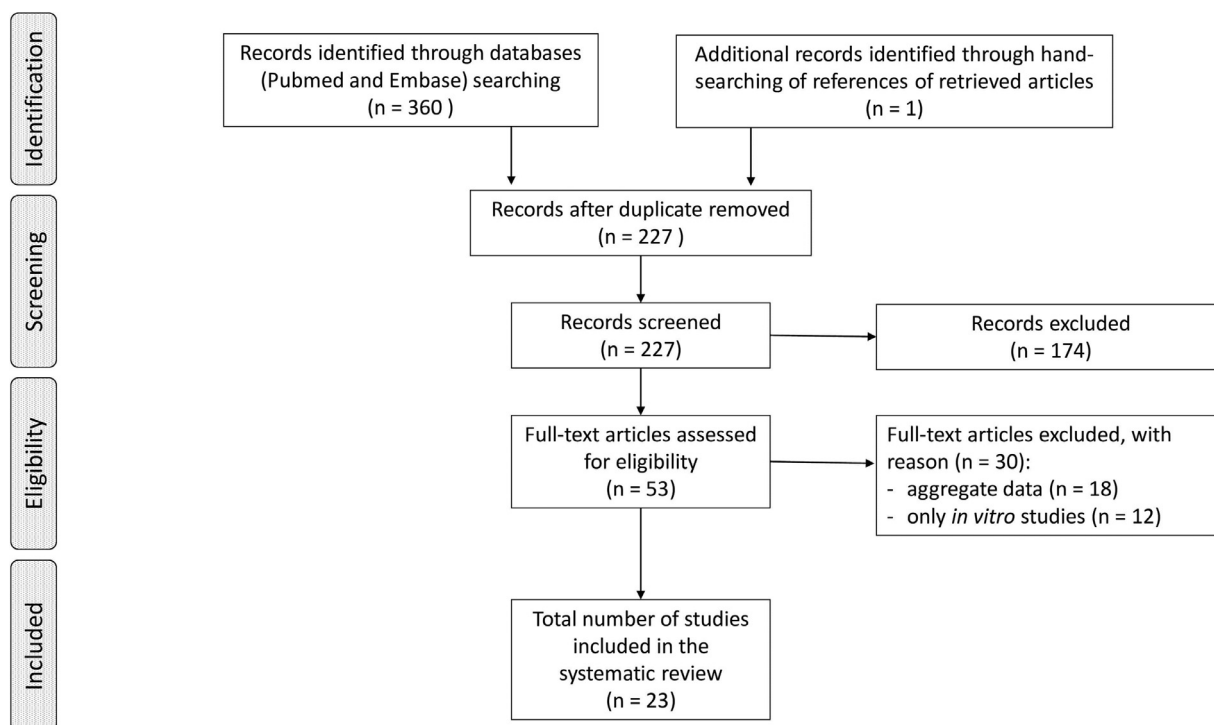 Identification
Records identified through databases
(Pubmed and Embase) searching
(n = 360 )
Additional records identified through hand-
searching of references of retrieved articles
(n = 1)
Screening
Records after duplicate removed
(n = 227 )
Records screened
(n = 227)
Records excluded
(n = 174)
Eligibility
Full-text articles assessed
for eligibility
(n = 53)
Full-text articles excluded, with
reason (n = 30):
- aggregate data (n = 18)
- only in vitro studies (n = 12)
Included
Total number of studies
included in the
systematic review
(n = 23)